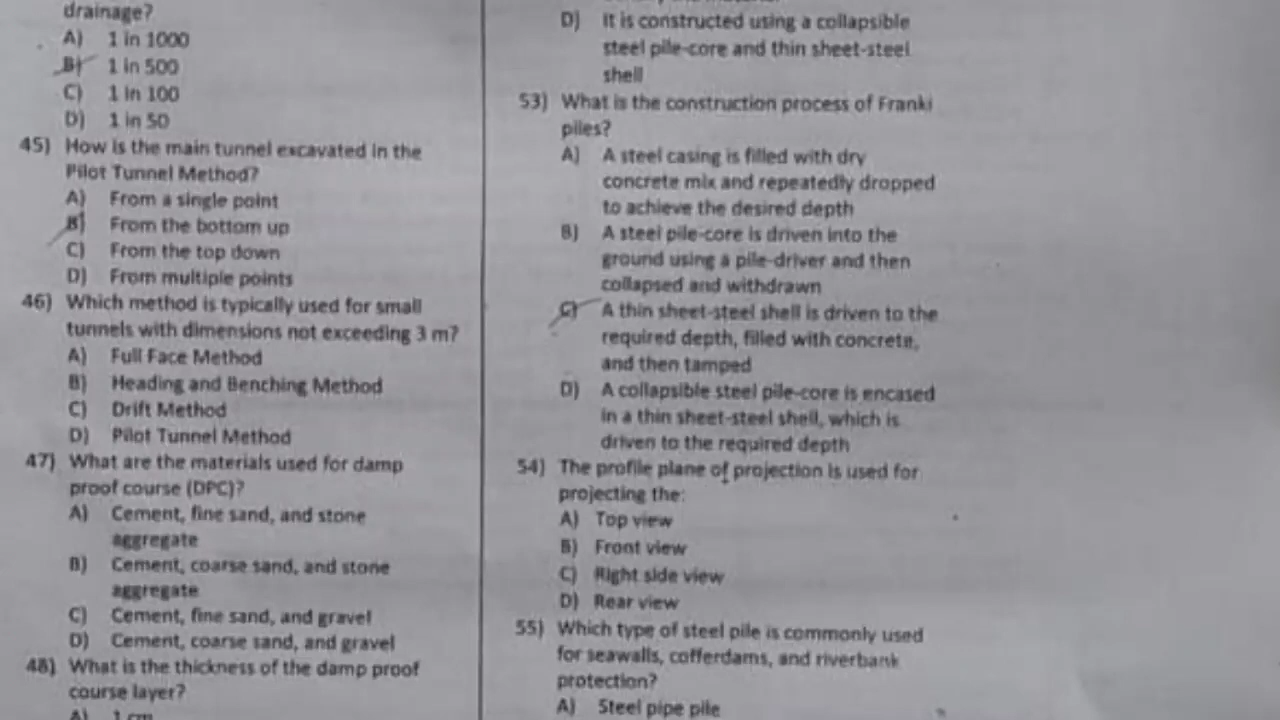 drainage?
A) 1 in 1000
B) 1 in 500
C) 1 in 100
D) 1 in 50
45) How is the main tunnel excavated in the
Pilot Tunnel Method?
A) From a single point
B) From the bottom up
C) From the top down
D) From multiple points
46) Which method is typically used for small
tunnels with dimensions not exceeding 3 m?
A) Full Face Method
B) Heading and Benching Method
C) Drift Method
D) Pilot Tunnel Method
47) What are the materials used for damp
proof course (DPC)?
A) Cement, fine sand, and stone
aggregate
B) Cement, coarse sand, and stone
aggregate
C) Cement, fine sand, and gravel
D) Cement, coarse sand, and gravel
48) What is the thickness of the damp proof
course layer?
A) 1 cm
D) It is constructed using a collapsible
steel pile-core and thin sheet-steel
shell
53) What is the construction process of Franki
piles?
A) A steel casing is filled with dry
concrete mix and repeatedly dropped
to achieve the desired depth
B) A steel pile-core is driven into the
ground using a pile-driver and then
collapsed and withdrawn
C) A thin sheet-steel shell is driven to the
required depth, filled with concrete,
and then tamped
D) A collapsible steel pile-core is encased
in a thin sheet-steel shell, which is
driven to the required depth
54) The profile plane of projection is used for
projecting the:
A) Top view
B) Front view
C) Right side view
D) Rear view
55) Which type of steel pile is commonly used
for seawalls, cofferdams, and riverbank
protection?
A) Steel pipe pile